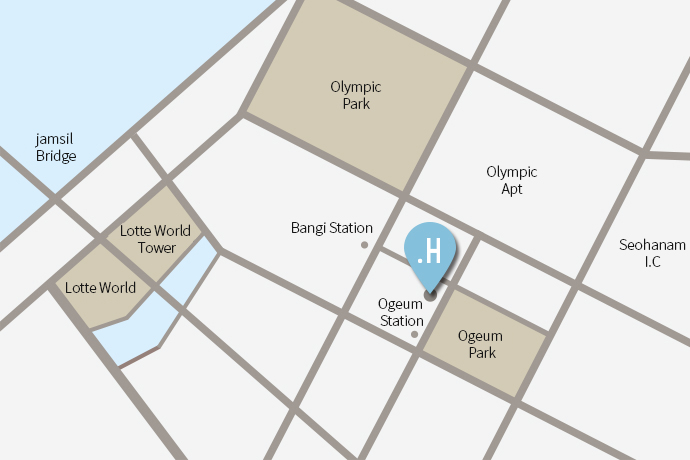 Olympic
Park
jamsil
Bridge
Olympic
Apt
Lotte World
Tower
Bangi Station
Seohanam
I.C
.H
Lotte World
Ogeum
Station
Ogeum
Park